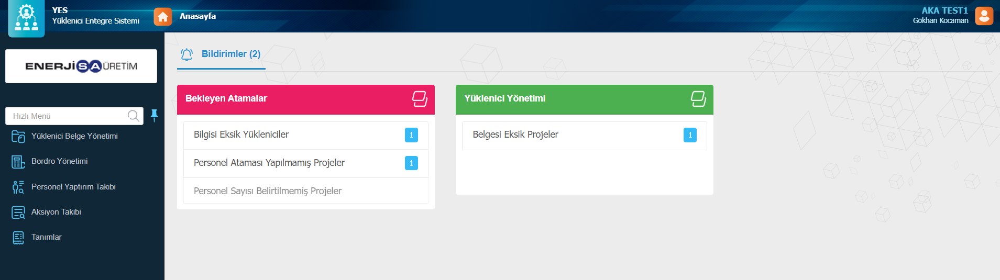 YES
Yüklenici Entegre Sistemi
Anasayfa
AKA TEST1
Gökhan Kocaman
ENERJİSA ÜRETİM
Hızlı Menü
Yüklenici Belge Yönetimi
Bordro Yönetimi
Personel Yaptırım Takibi
Aksiyon Takibi
Tanımlar
Bildirimler (2)
Bekleyen Atamalar
Bilgisi Eksik Yükleniciler 1
Personel Ataması Yapılmamış Projeler 1
Personel Sayısı Belirtilmemiş Projeler
Yüklenici Yönetimi
Belgesi Eksik Projeler 1